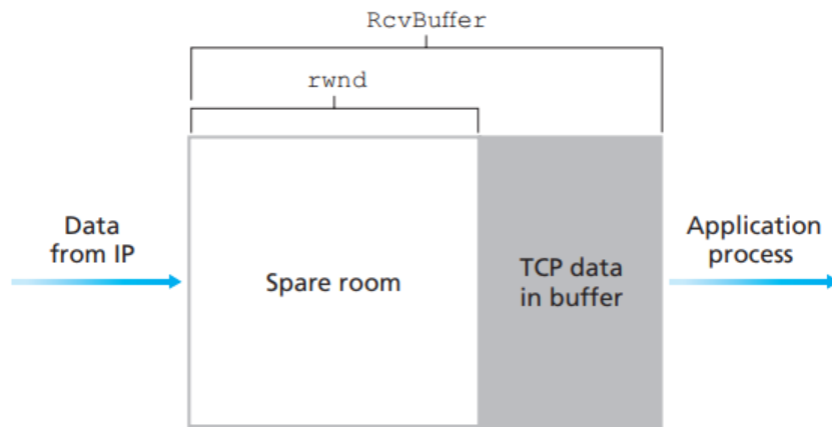 RcvBuffer
rwnd
Data
from IP
Spare room
TCP data
in buffer
Application
process